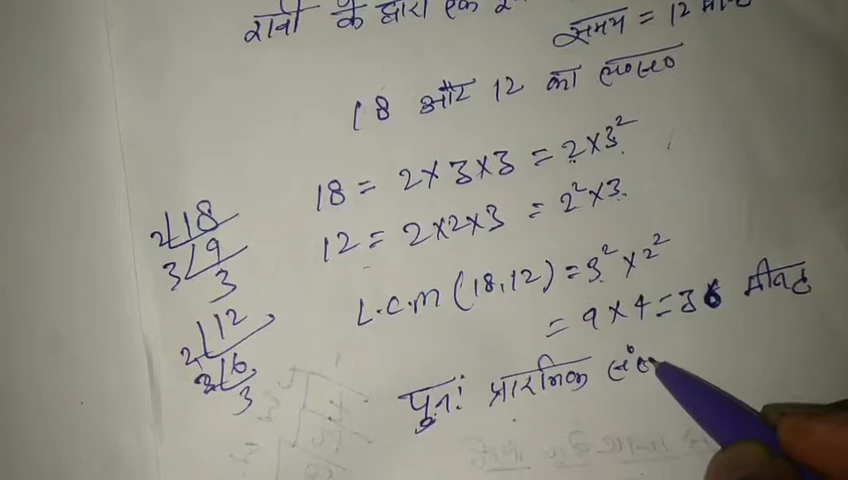 रावी के द्वारा एक
समय = 12
18 और 12 का ल०स०
18 = 2×3×3 = 2×3²
12 = 2×2×3 = 2²×3
L.C.M (18,12) = 3²×2²
= 9×4 = 36 मीनट
पुनः प्रारम्भिक
2 18
3 9
3
2 12
2 6
3